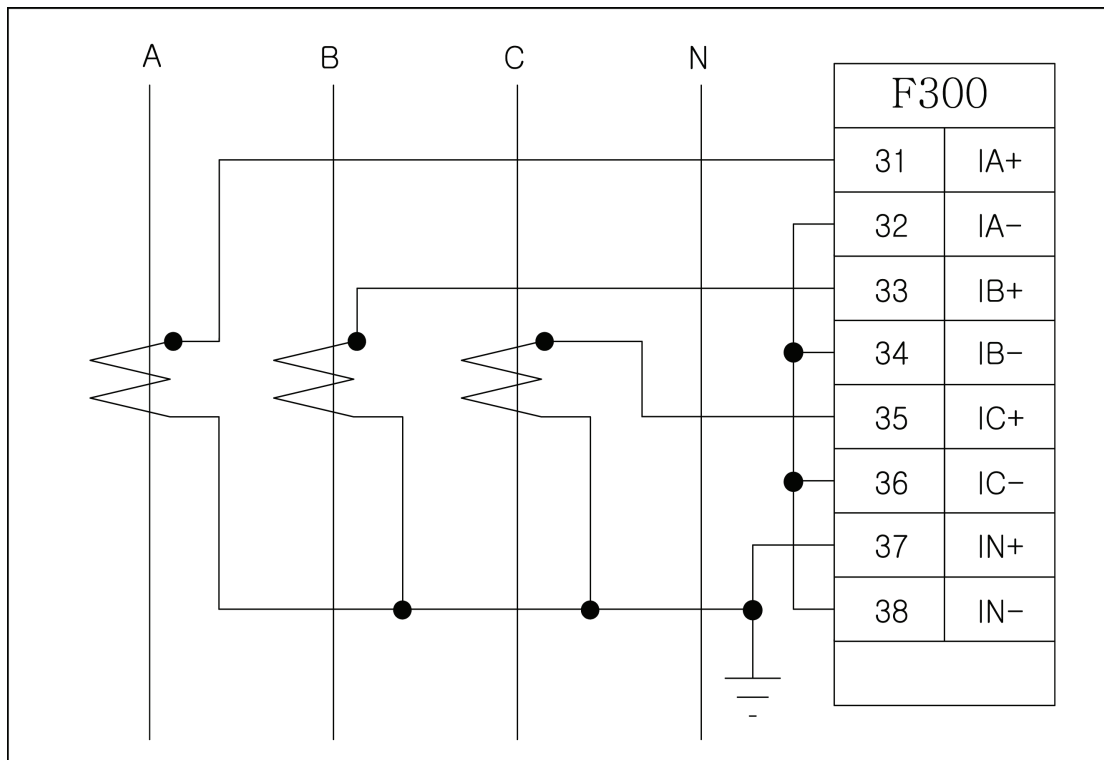 A B C N
F300
31 IA+
32 IA-
33 IB+
34 IB-
35 IC+
36 IC-
37 IN+
38 IN-